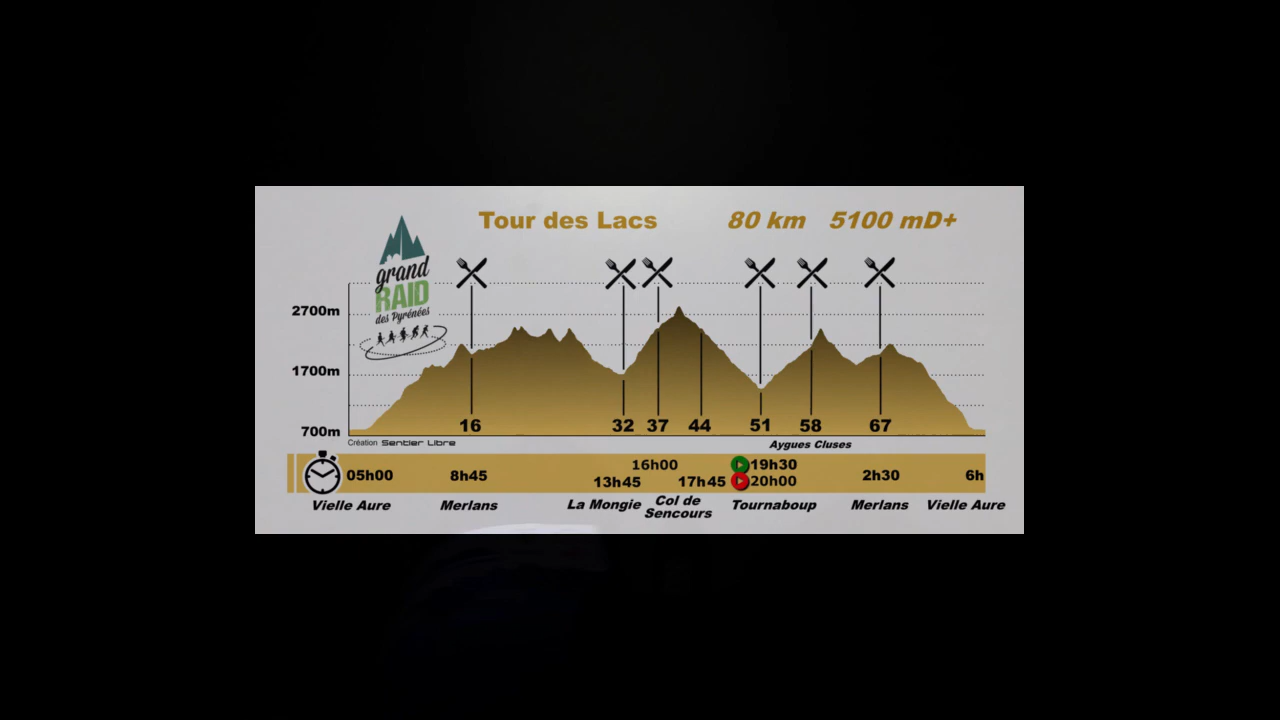 Tour des Lacs 80 km 5100 mD+
grand
RAID
des Pyrénées
2700m
1700m
700m
16 32 37 44 51 58 67
Création Sentier Libre
Aygues Cluses
05h00 8h45 13h45 16h00 17h45 19h30 20h00 2h30 6h
Vielle Aure Merlans La Mongie Col de Sencours Tournaboup Merlans Vielle Aure